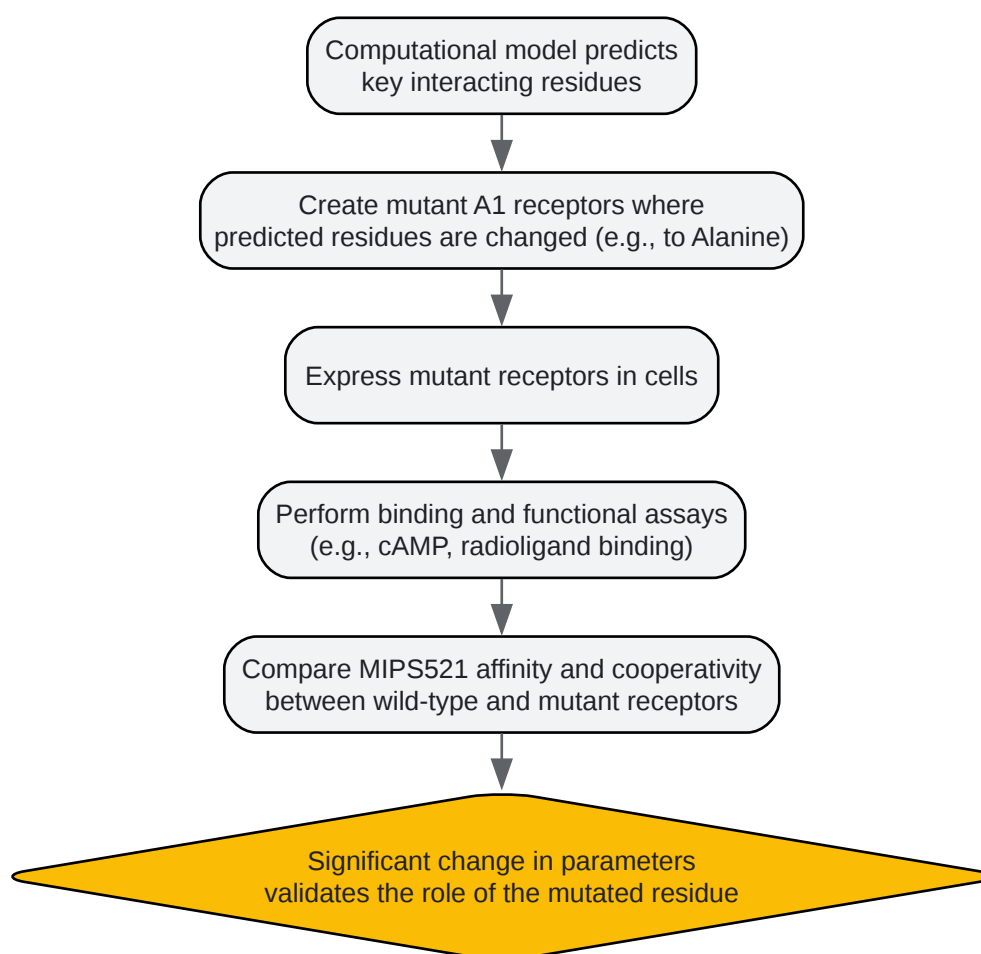 Computational model predicts
key interacting residues
Create mutant A1 receptors where
predicted residues are changed (e.g., to Alanine)
Express mutant receptors in cells
Perform binding and functional assays
(e.g., cAMP, radioligand binding)
Compare MIPS521 affinity and cooperativity
between wild-type and mutant receptors
Significant change in parameters
validates the role of the mutated residue